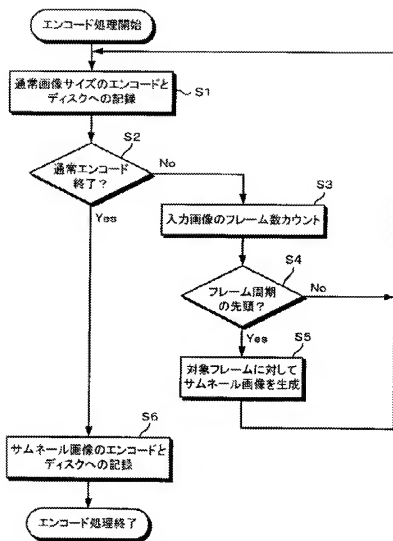 エンコード処理開始
通常画像サイズのエンコードと
ディスクへの記録
S1
S2
通常エンコード
終了?
No
Yes
S3
入力画像のフレーム数カウント
S4
フレーム周期
の先頭?
No
Yes
S5
対象フレームに対して
サムネール画像を生成
S6
サムネール画像のエンコードと
ディスクへの記録
エンコード処理終了